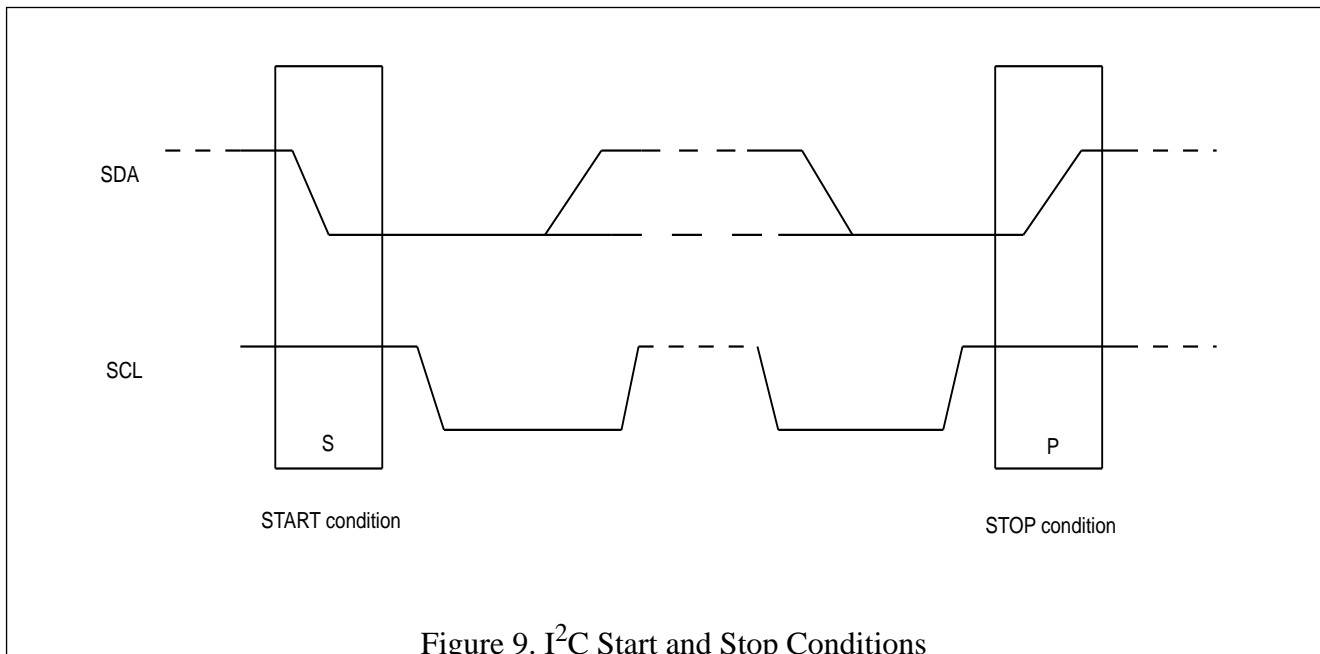 SDA
SCL
S
P
START condition
STOP condition
Figure 9. I²C Start and Stop Conditions